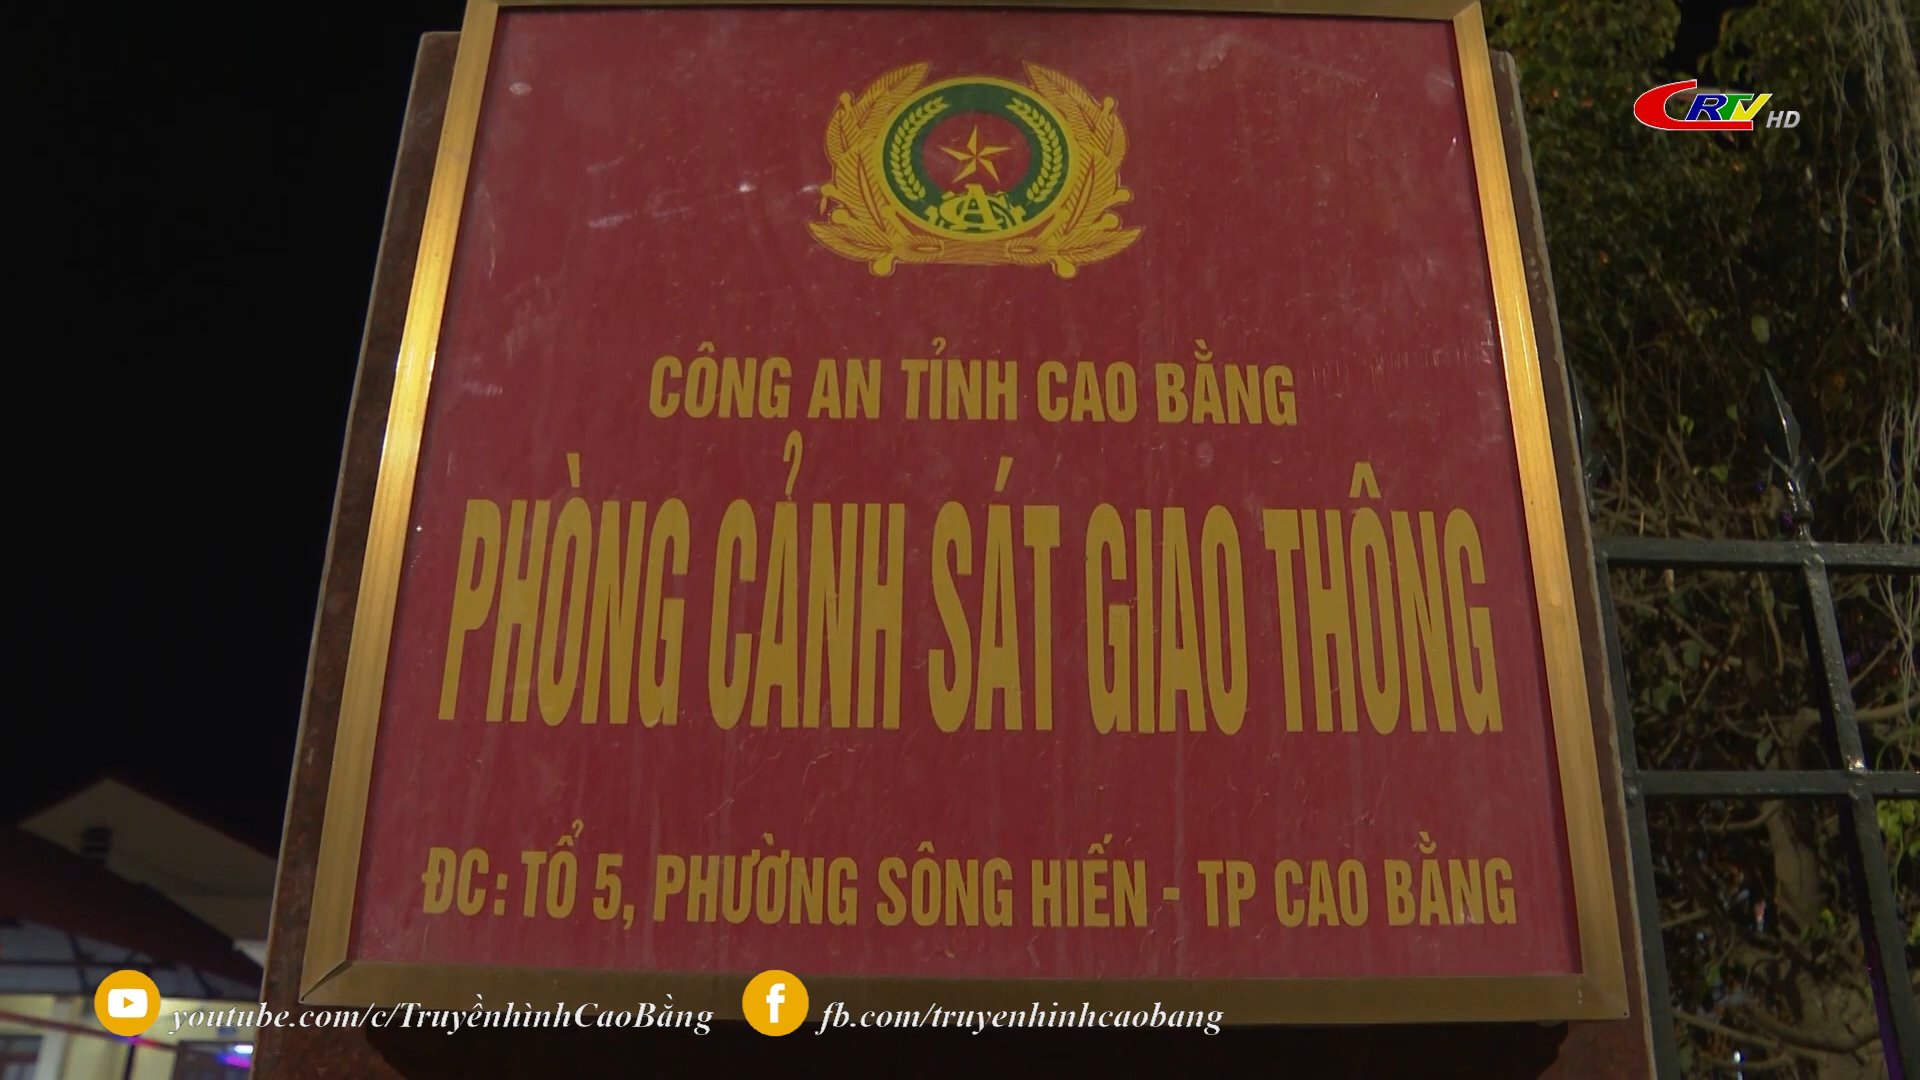 CRTV HD
CÔNG AN TỈNH CAO BẰNG
PHÒNG CẢNH SÁT GIAO THÔNG
ĐC: TỔ 5, PHƯỜNG SÔNG HIẾN - TP CAO BẰNG
youtube.com/c/TruyềnhìnhCaoBằng
fb.com/truyenhinhcaobang